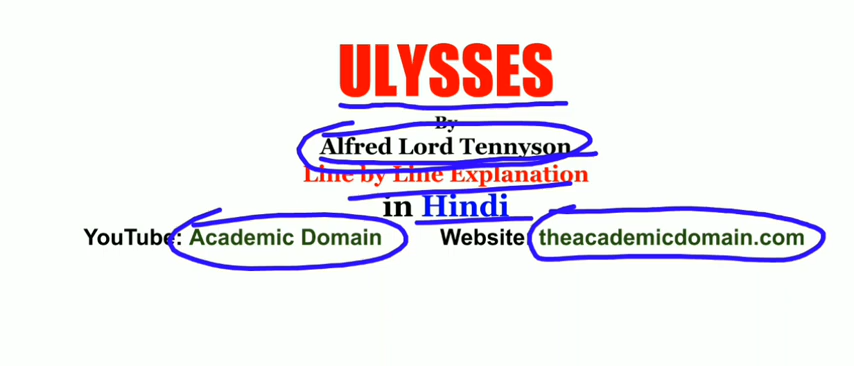 ULYSSES
By
Alfred Lord Tennyson
Line by Line Explanation
in Hindi
YouTube: Academic Domain Website: theacademicdomain.com